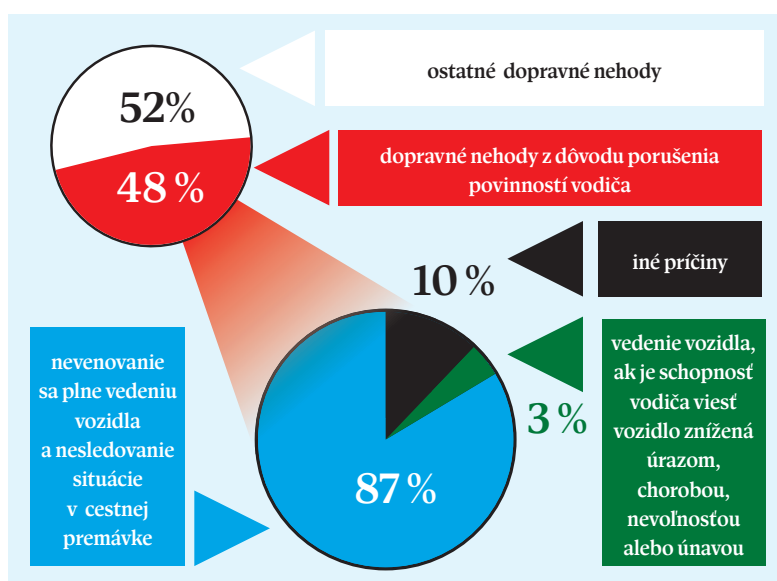 52%
ostatné dopravné nehody
48 %
dopravné nehody z dôvodu porušenia
povinností vodiča
10 %
iné príčiny
3 %
vedenie vozidla,
ak je schopnosť
vodiča viesť
vozidlo znížená
úrazom,
chorobou,
nevoľnosťou
alebo únavou
nevenovanie
sa plne vedeniu
vozidla
a nesledovanie
situácie
v cestnej
premávke
87 %